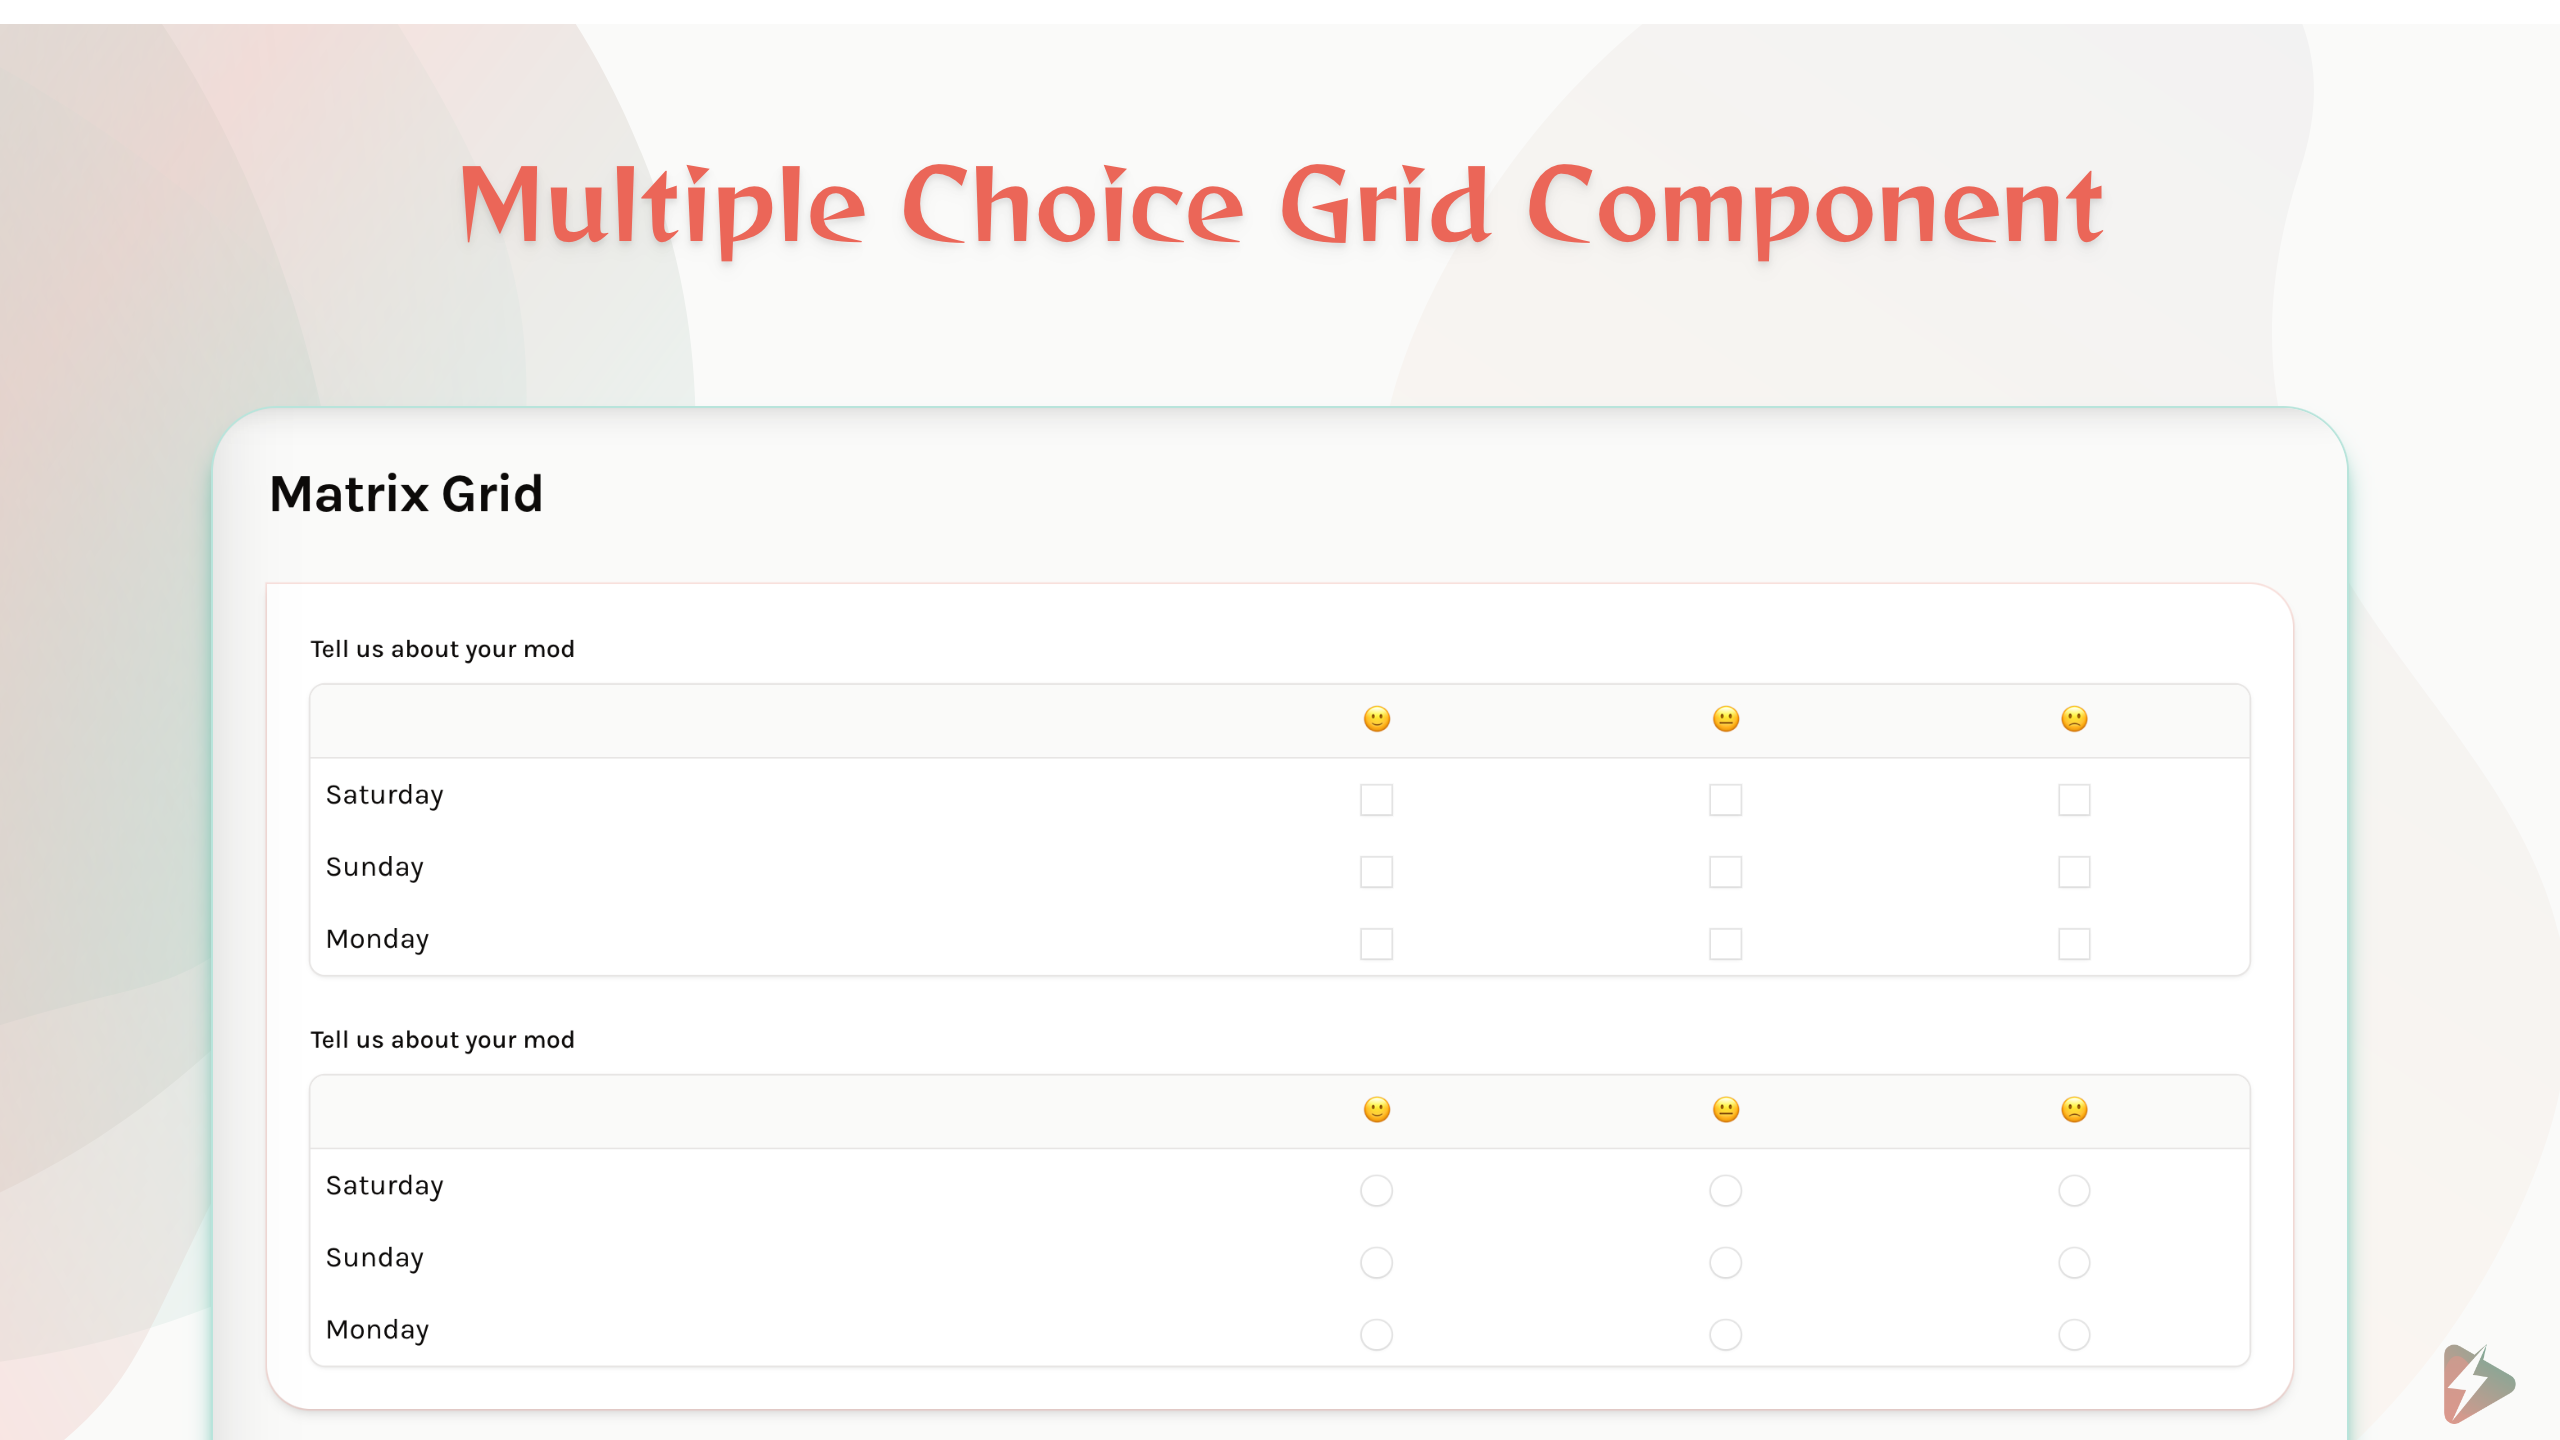 Multiple Choice Grid Component
Matrix Grid
Tell us about your mod
🙂 😐 🙁
Saturday
Sunday
Monday
Tell us about your mod
🙂 😐 🙁
Saturday
Sunday
Monday